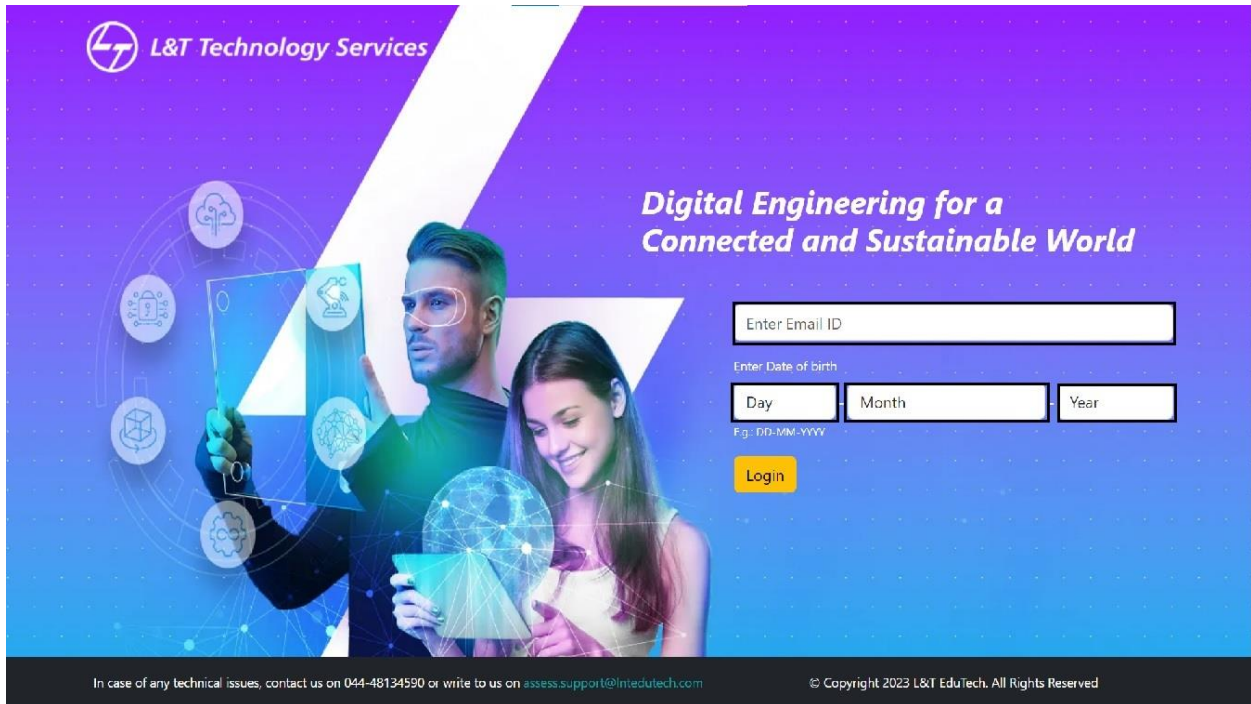 L&T Technology Services
Digital Engineering for a
Connected and Sustainable World
Enter Email ID
Enter Date of birth
Day - Month - Year
E.g.: DD-MM-YYYY
Login
In case of any technical issues, contact us on 044-48134590 or write to us on assess.support@lntedutech.com
© Copyright 2023 L&T EduTech. All Rights Reserved